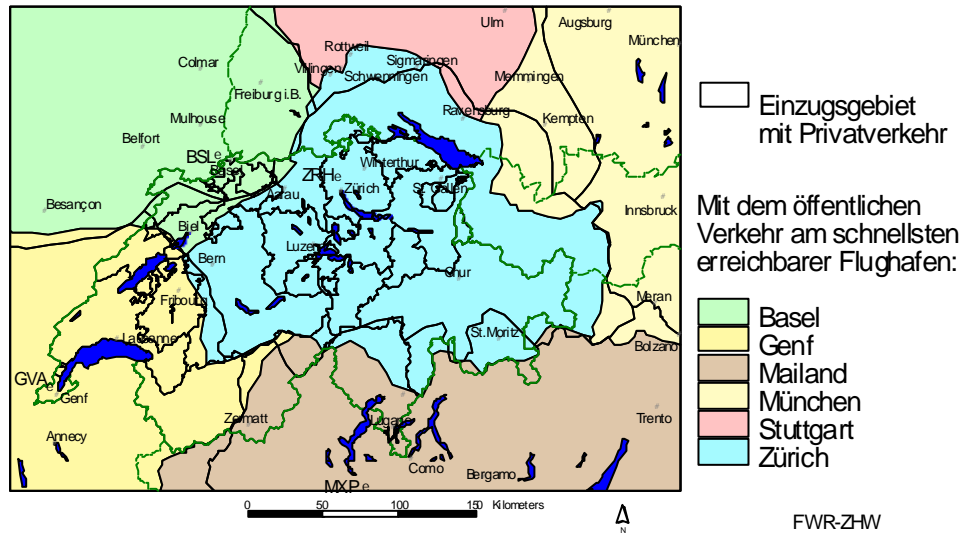 Ulm
Augsburg
München
Rottweil
Sigmaringen
Villingen
Schwenningen
Memmingen
Colmar
Freiburg i.B.
Ravensburg
Kempten
Mulhouse
Belfort
BSL
Basel
Winterthur
ZRH
Zürich
St. Gallen
Aarau
Besançon
Innsbruck
Biel
Luzern
Bern
Chur
Fribourg
Meran
St.Moritz
Lausanne
Bolzano
GVA
Genf
Zermatt
Lugano
Trento
Annecy
Como
Bergamo
MXP
0 50 100 150 Kilometers
N
Einzugsgebiet
mit Privatverkehr
Mit dem öffentlichen
Verkehr am schnellsten
erreichbarer Flughafen:
Basel
Genf
Mailand
München
Stuttgart
Zürich
FWR-ZHW